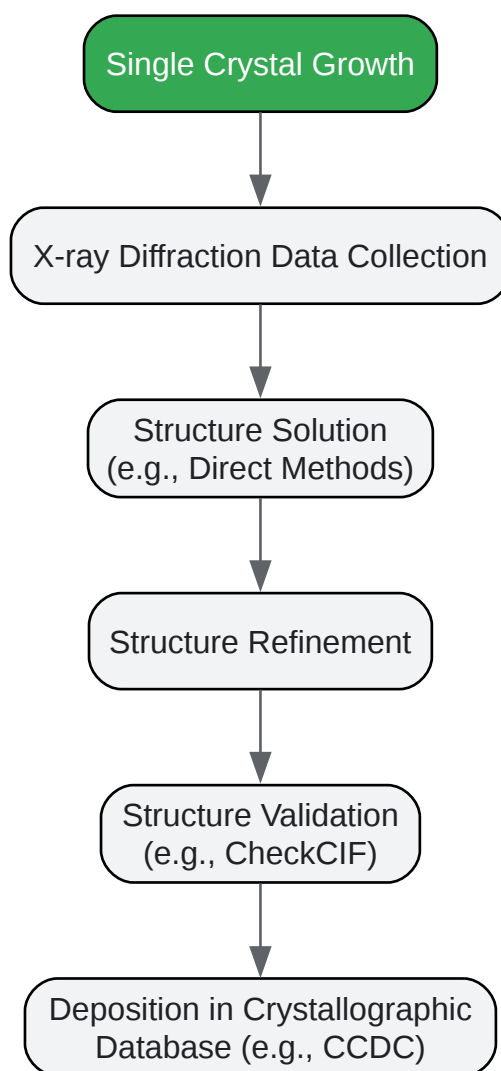 Single Crystal Growth
X-ray Diffraction Data Collection
Structure Solution
(e.g., Direct Methods)
Structure Refinement
Structure Validation
(e.g., CheckCIF)
Deposition in Crystallographic
Database (e.g., CCDC)